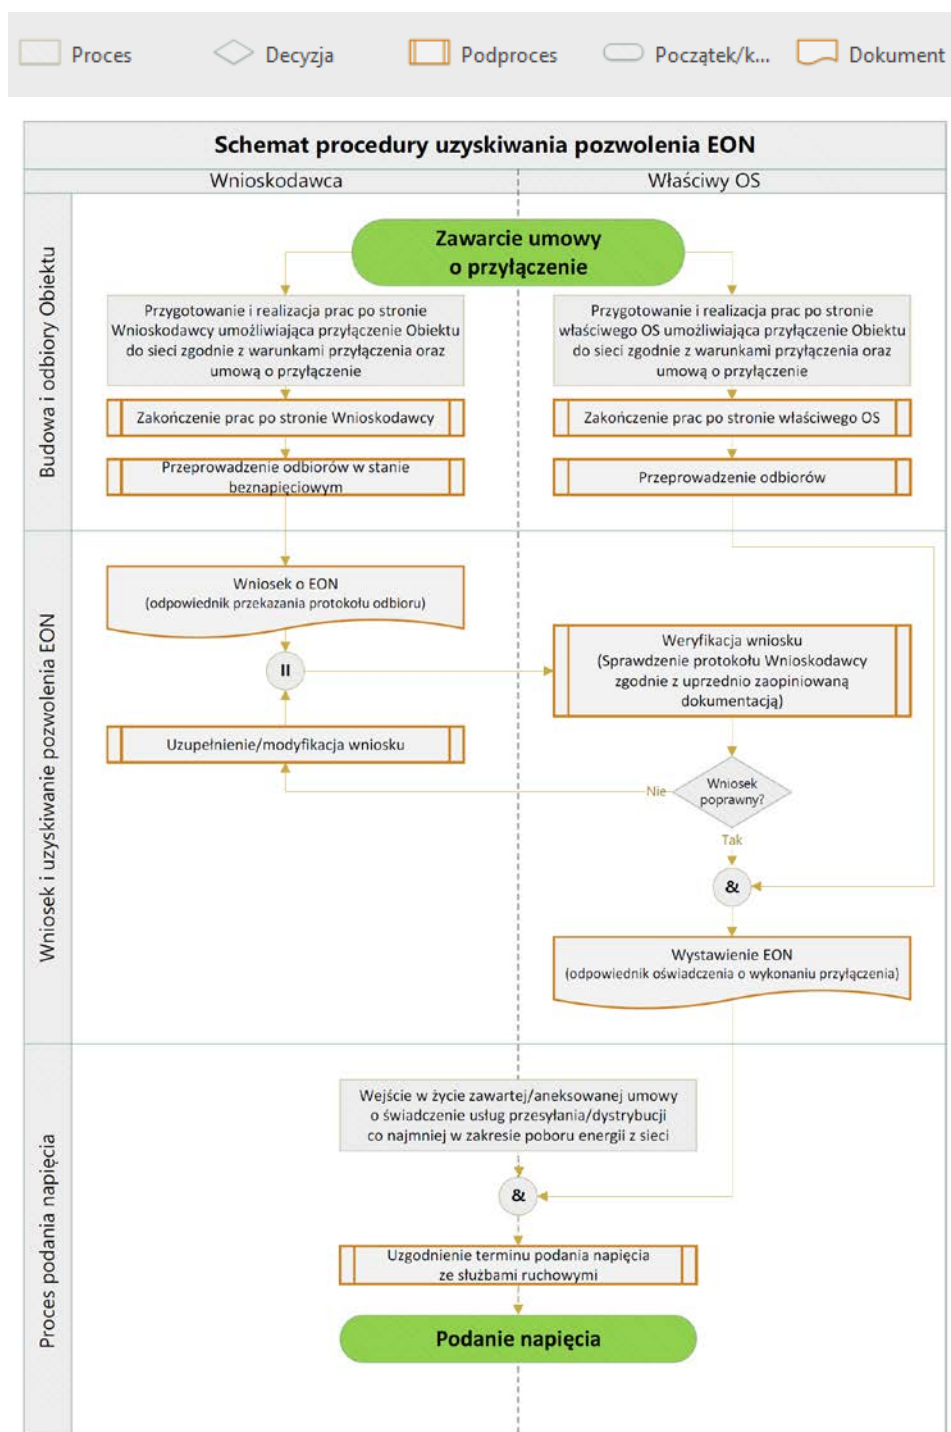 Proces
Decyzja
Podproces
Początek/k...
Dokument
Schemat procedury uzyskiwania pozwolenia EON
Wnioskodawca
Właściwy OS
Budowa i odbiory Obiektu
Zawarcie umowy
o przyłączenie
Przygotowanie i realizacja prac po stronie
Wnioskodawcy umożliwiająca przyłączenie Obiektu
do sieci zgodnie z warunkami przyłączenia oraz
umową o przyłączenie
Przygotowanie i realizacja prac po stronie
właściwego OS umożliwiająca przyłączenie Obiektu
do sieci zgodnie z warunkami przyłączenia oraz
umową o przyłączenie
Zakończenie prac po stronie Wnioskodawcy
Zakończenie prac po stronie właściwego OS
Przeprowadzenie odbiorów w stanie
beznapięciowym
Przeprowadzenie odbiorów
Wniosek i uzyskiwanie pozwolenia EON
Wniosek o EON
(odpowiednik przekazania protokołu odbioru)
II
Weryfikacja wniosku
(Sprawdzenie protokołu Wnioskodawcy
zgodnie z uprzednio zaopiniowaną
dokumentacją)
Uzupełnienie/modyfikacja wniosku
Nie
Wniosek
poprawny?
Tak
&
Wystawienie EON
(odpowiednik oświadczenia o wykonaniu przyłączenia)
Proces podania napięcia
Wejście w życie zawartej/aneksowanej umowy
o świadczenie usług przesyłania/dystrybucji
co najmniej w zakresie poboru energii z sieci
&
Uzgodnienie terminu podania napięcia
ze służbami ruchowymi
Podanie napięcia